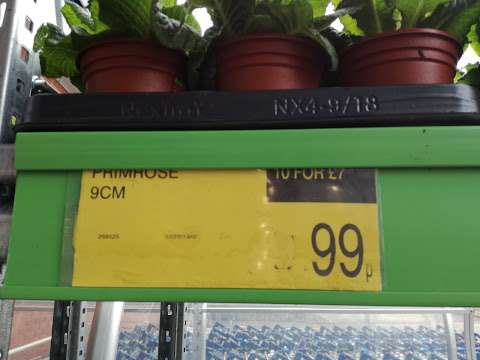 NX4-9/18
PRIMROSE
10 FOR £7
9CM
99p